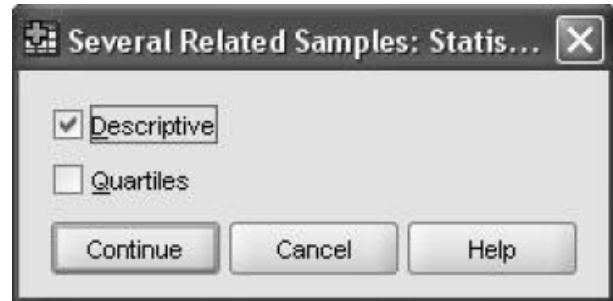 Several Related Samples: Statis...
Descriptive
Quartiles
Continue Cancel Help